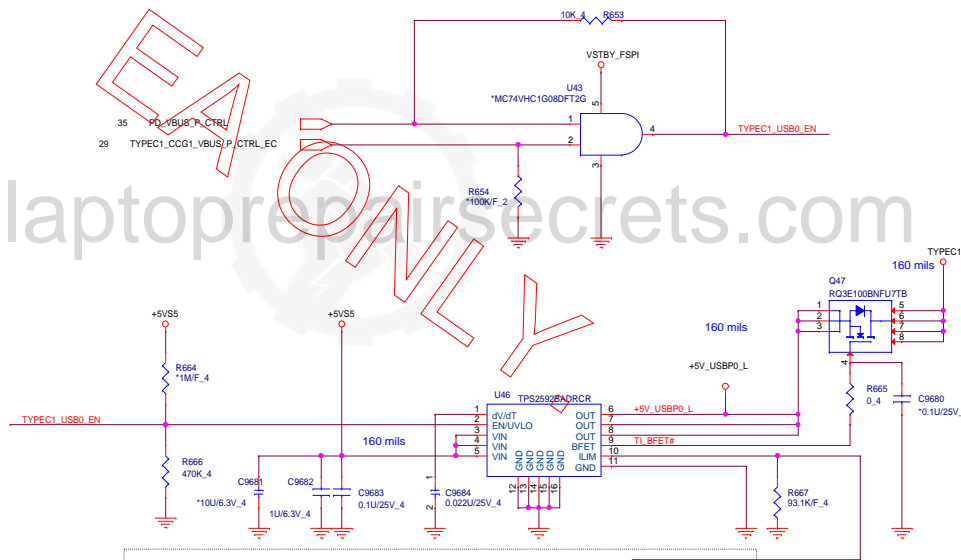 10K_4 R653
VSTBY_FSPI
U43
*MC74VHC1G08DFT2G
5
35 PD_VBUS_P_CTRL
1
4
TYPEC1_USB0_EN
29 TYPEC1_CCG1_VBUS_P_CTRL_EC
2
3
R654
*100K/F_2
EA ONLY
laptoprepairsecrets.com
TYPEC1
160 mils
Q47
RQ3E100BNFU7TB
1
2
3
5
6
7
8
4
+5VS5
+5VS5
160 mils
+5V_USBP0_L
R664
*1M/F_4
R665
0_4
C9680
*0.1U/25V_
U46
TYPEC1_USB0_EN
1 dV/dT
2 EN/UVLO
3 VIN
4 VIN
5 VIN
OUT 6 +5V_USBP0_L
OUT 7
OUT 8
BFET 9 TI_BFET#
ILIM 10
GND 11
GND GND GND GND GND
12 13 14 15 16
160 mils
R666
470K_4
C9681
*10U/6.3V_4
C9682
1U/6.3V_4
C9683
0.1U/25V_4
1
2
C9684
0.022U/25V_4
R667
93.1K/F_4